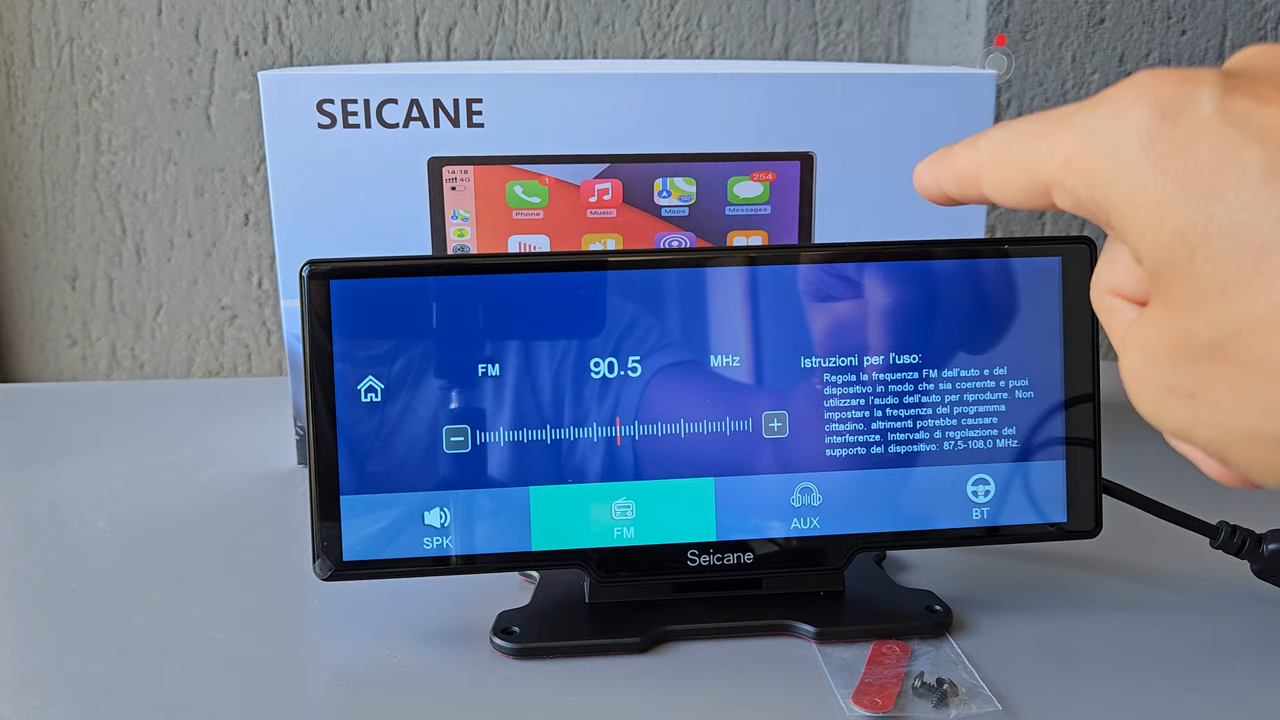 SEICANE
14:18
4G
1
254
Phone
Music
Maps
Messages
FM
90.5
MHz
Istruzioni per l'uso:
Regola la frequenza FM dell'auto e del
dispositivo in modo che sia coerente e puoi
utilizzare l'audio dell'auto per riprodurre. Non
impostare la frequenza del programma
cittadino, altrimenti potrebbe causare
interferenze. Intervallo di regolazione del
supporto del dispositivo: 87,5-108,0 MHz.
SPK
FM
AUX
BT
Seicane